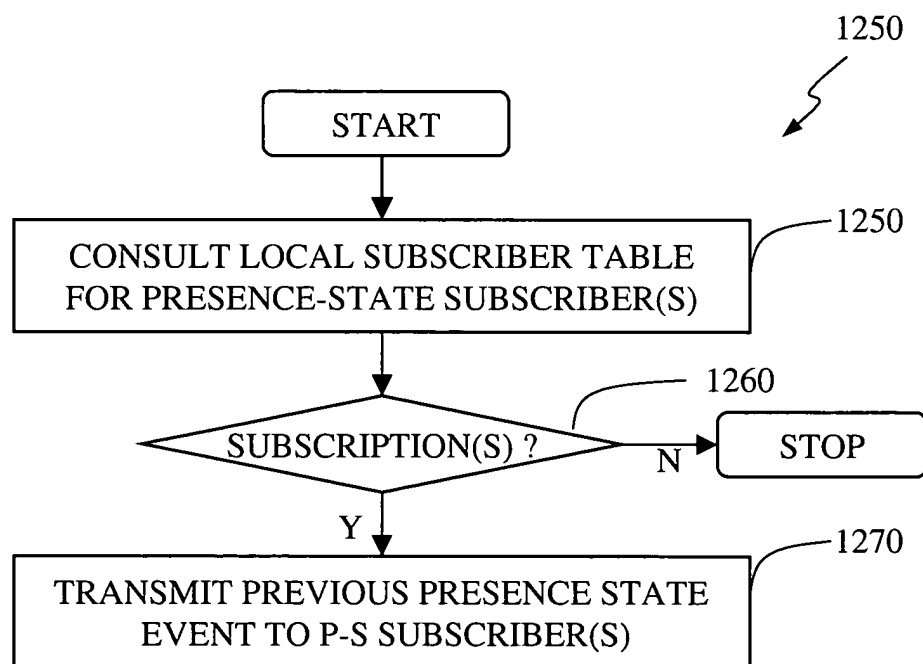 1250
START
CONSULT LOCAL SUBSCRIBER TABLE
FOR PRESENCE-STATE SUBSCRIBER(S)
1250
SUBSCRIPTION(S) ?
1260
N
STOP
Y
TRANSMIT PREVIOUS PRESENCE STATE
EVENT TO P-S SUBSCRIBER(S)
1270